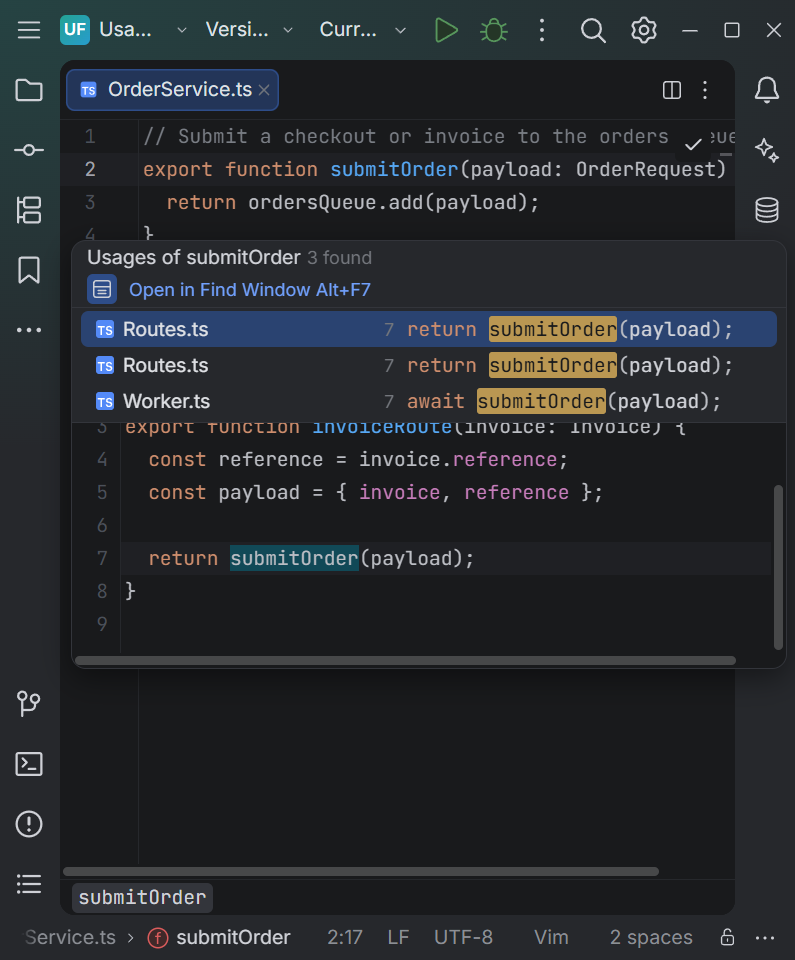 UF Usa... Versi... Curr...
TS OrderService.ts
1 // Submit a checkout or invoice to the orders
2 export function submitOrder(payload: OrderRequest)
3 return ordersQueue.add(payload);
4 }
Usages of submitOrder 3 found
Open in Find Window Alt+F7
TS Routes.ts 7 return submitOrder(payload);
TS Routes.ts 7 return submitOrder(payload);
TS Worker.ts 7 await submitOrder(payload);
3 export function invoiceRoute(invoice: Invoice) {
4 const reference = invoice.reference;
5 const payload = { invoice, reference };
6
7 return submitOrder(payload);
8 }
9
submitOrder
Service.ts › f submitOrder 2:17 LF UTF-8 Vim 2 spaces